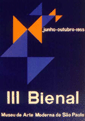 junho-outubro-1955
III Bienal
Museu de Arte Moderna de São Paulo